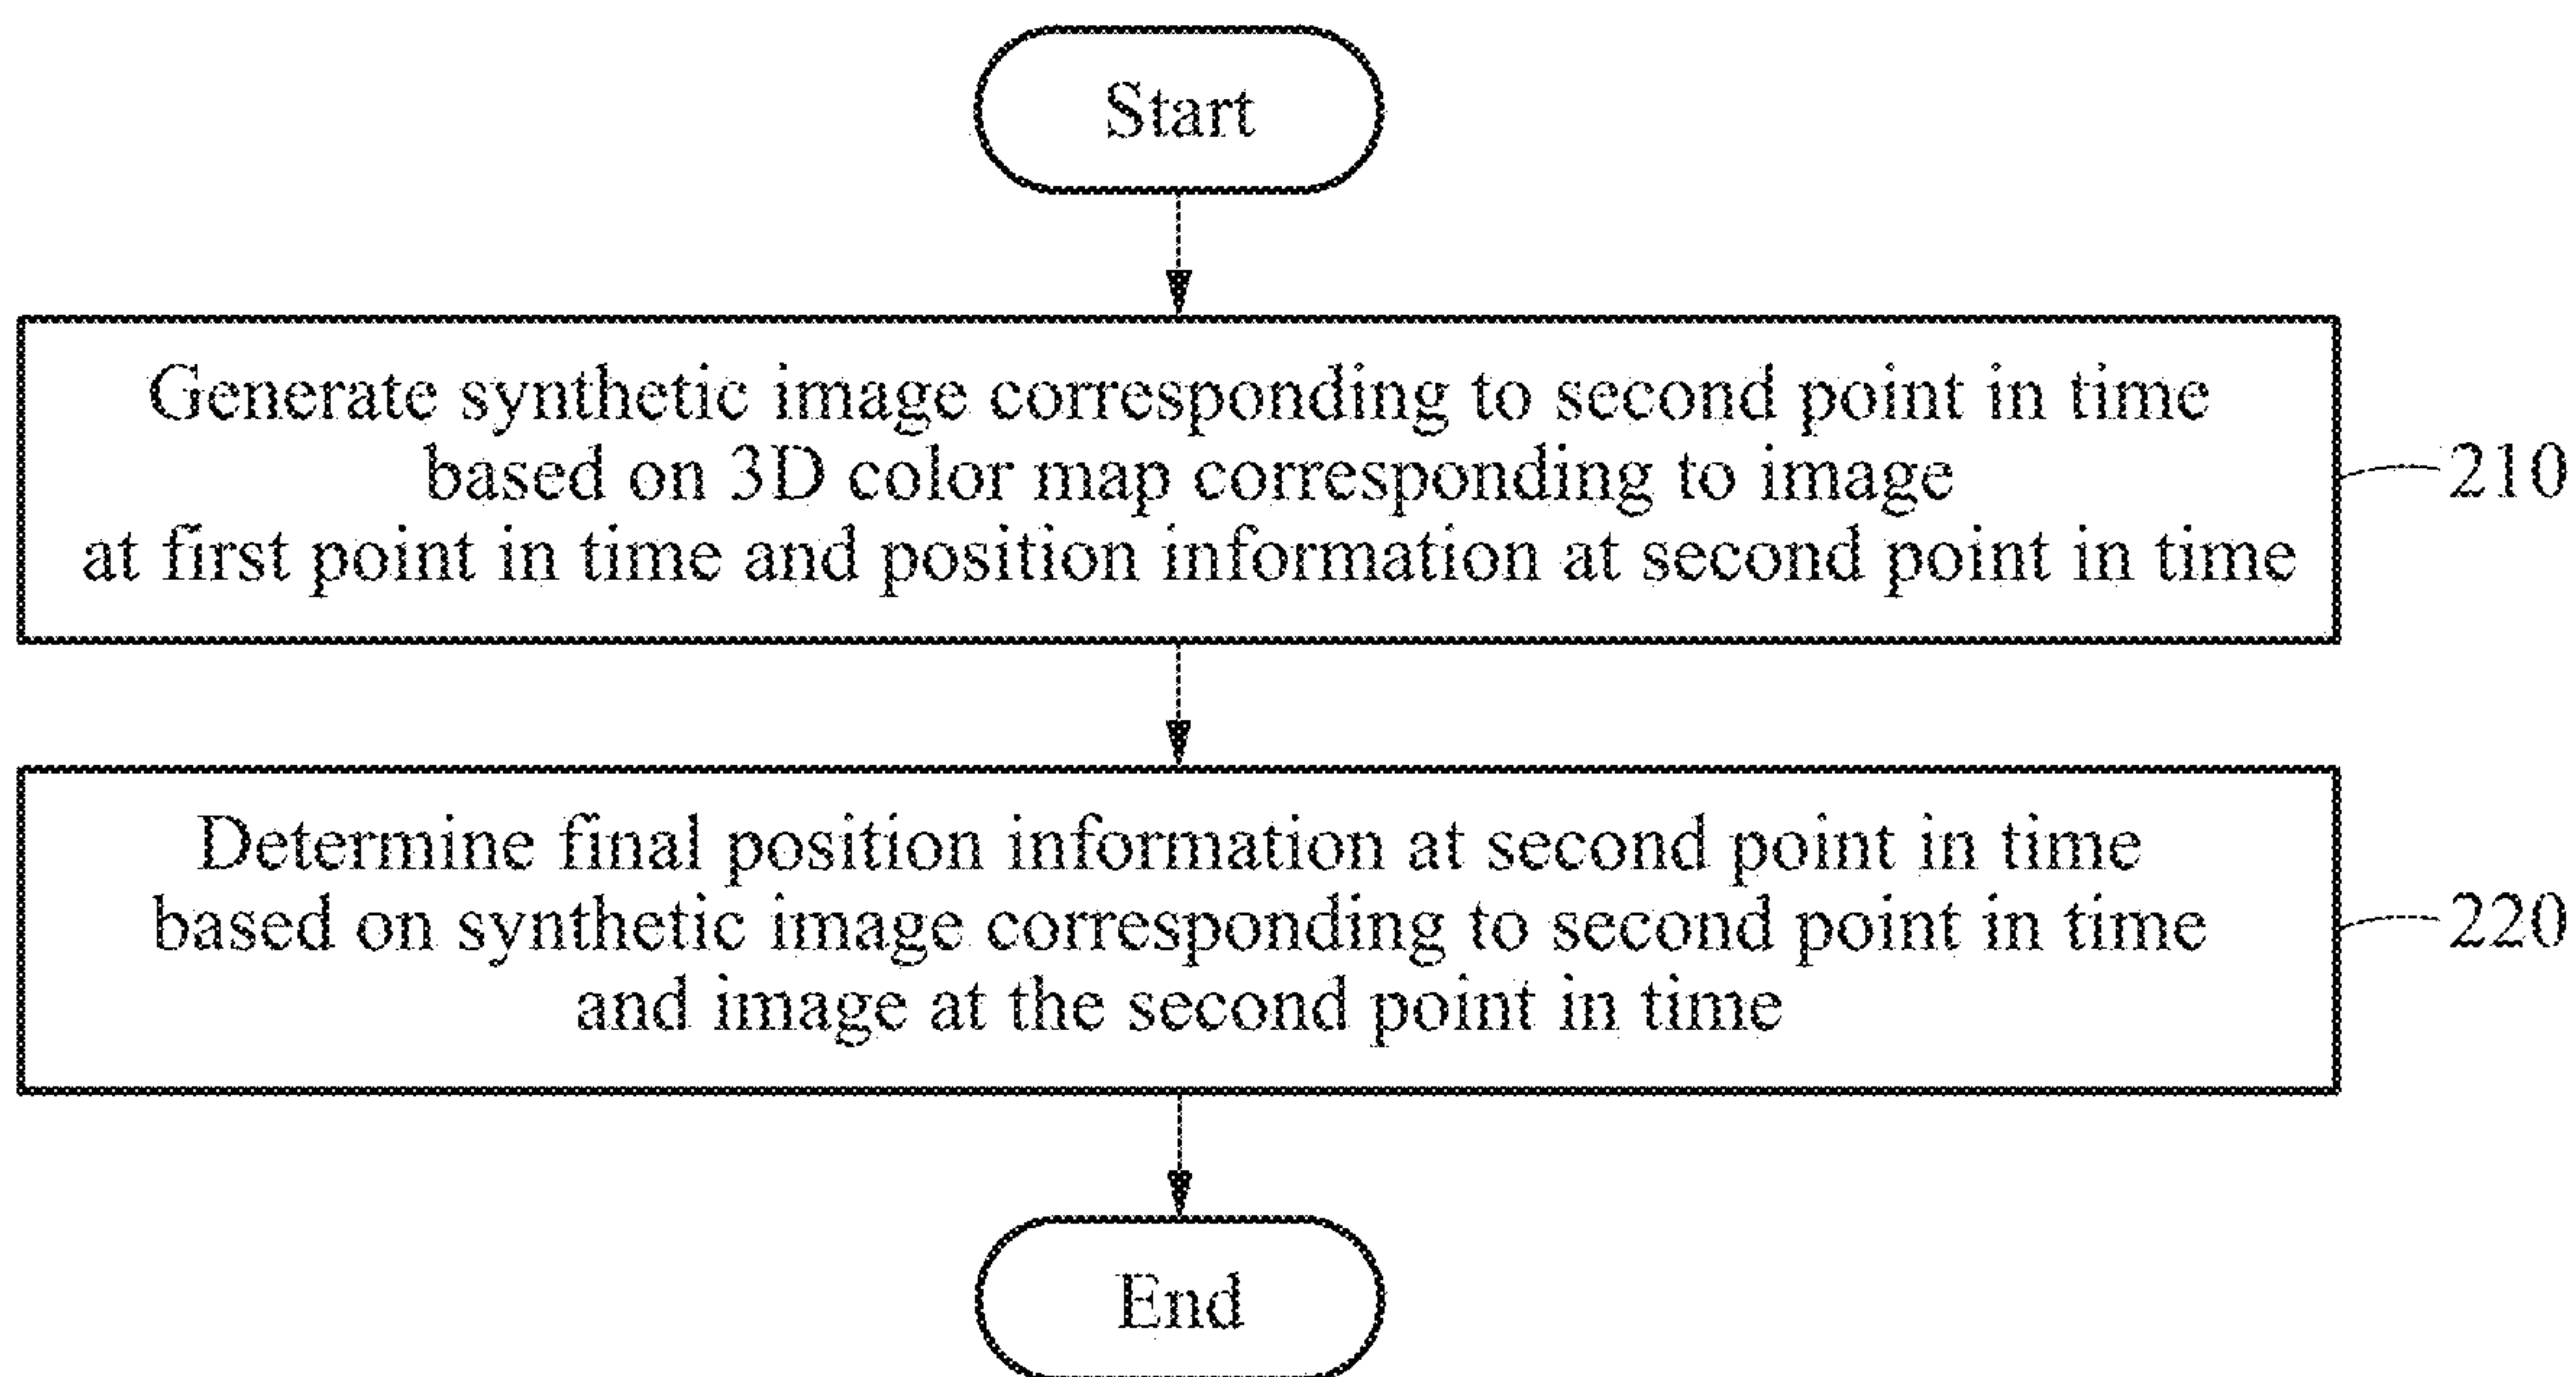 Start
Generate synthetic image corresponding to second point in time
based on 3D color map corresponding to image
at first point in time and position information at second point in time
210
Determine final position information at second point in time
based on synthetic image corresponding to second point in time
and image at the second point in time
220
End